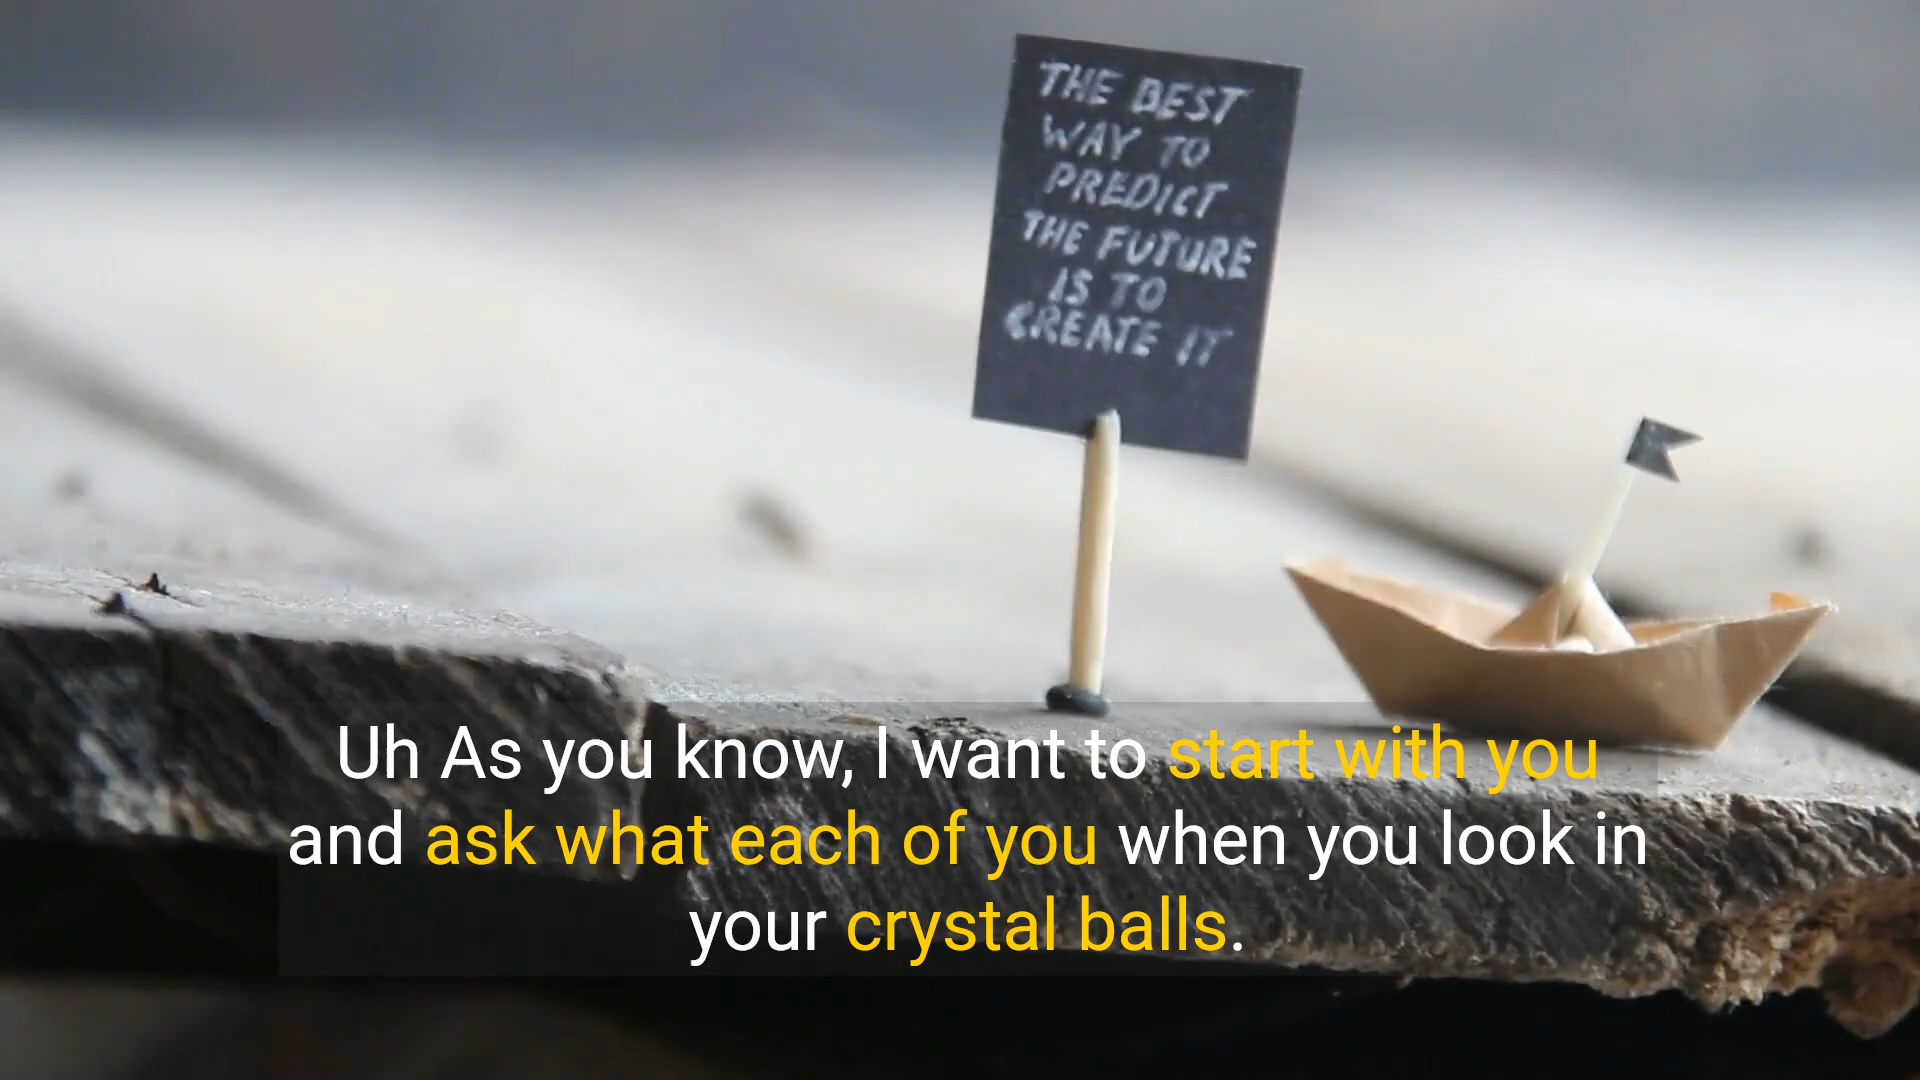 THE BEST
WAY TO
PREDICT
THE FUTURE
IS TO
CREATE IT
Uh As you know, I want to start with you
and ask what each of you when you look in
your crystal balls.